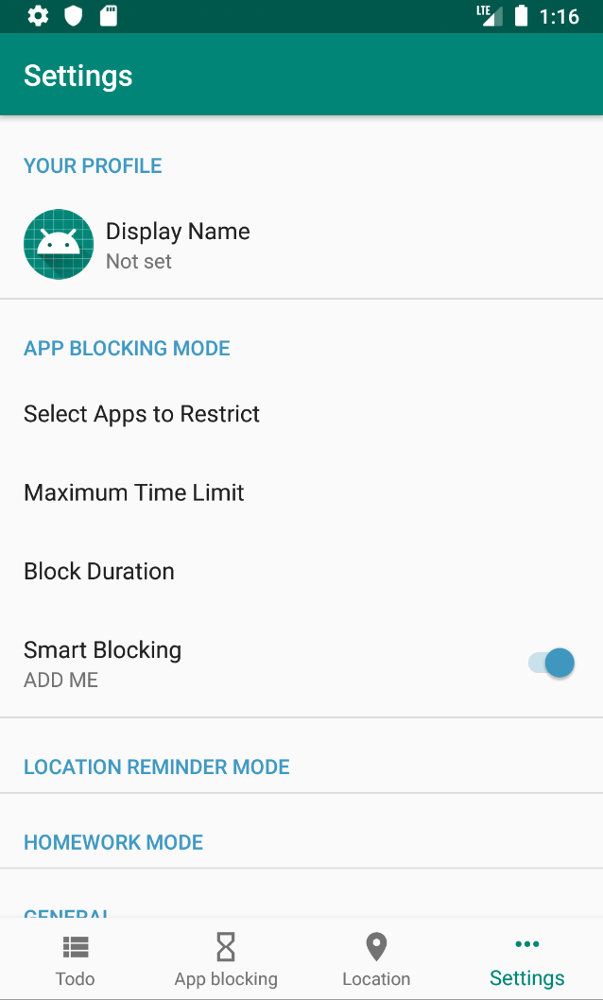 LTE 1:16
Settings
YOUR PROFILE
Display Name
Not set
APP BLOCKING MODE
Select Apps to Restrict
Maximum Time Limit
Block Duration
Smart Blocking
ADD ME
LOCATION REMINDER MODE
HOMEWORK MODE
GENERAL
Todo App blocking Location Settings